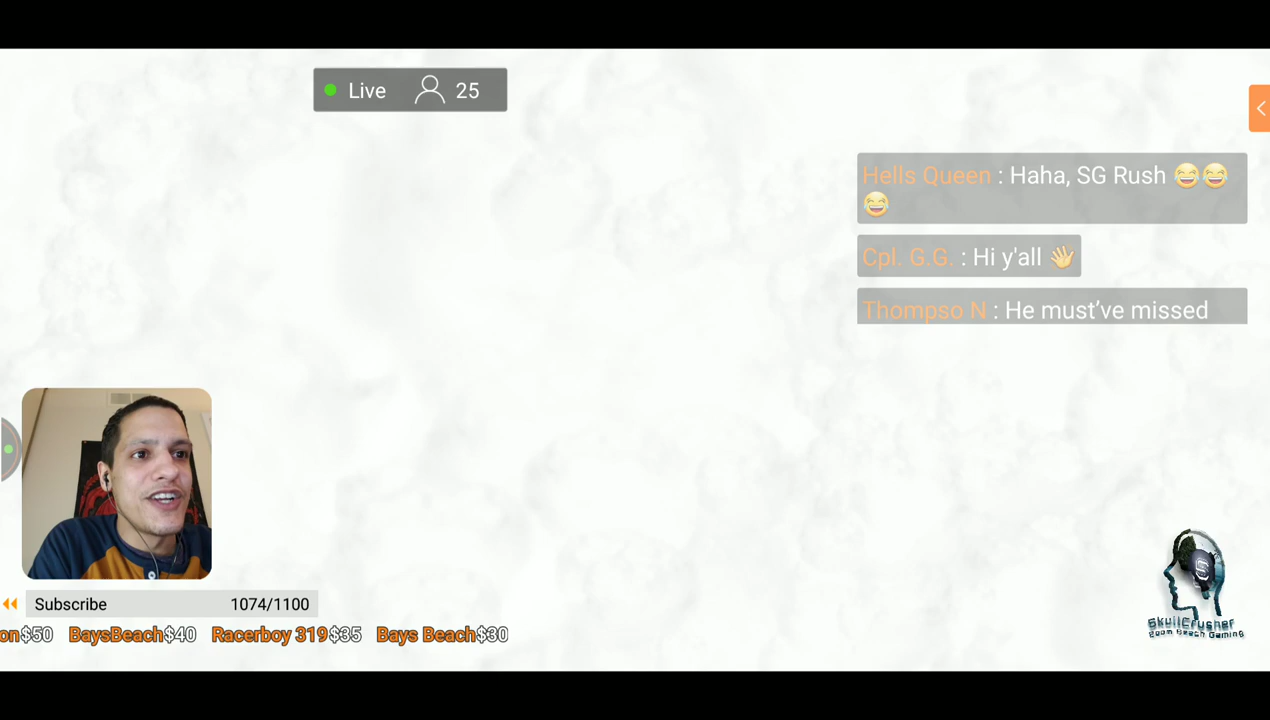 Live 25
Hells Queen : Haha, SG Rush 😂😂
😂
Cpl. G.G. : Hi y'all 👋
Thompso N : He must’ve missed
Subscribe 1074/1100
on$50 BaysBeach$40 Racerboy 319$35 Bays Beach$30
S
SkullCrusher
Boom Beach Gaming